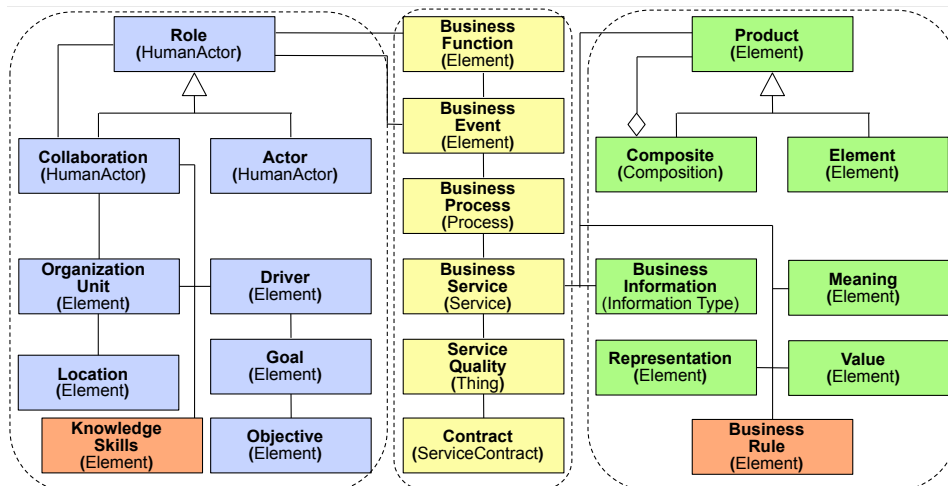 Role
(HumanActor)
Collaboration
(HumanActor)
Actor
(HumanActor)
Organization
Unit
(Element)
Driver
(Element)
Location
(Element)
Goal
(Element)
Knowledge
Skills
(Element)
Objective
(Element)
Business
Function
(Element)
Business
Event
(Element)
Business
Process
(Process)
Business
Service
(Service)
Service
Quality
(Thing)
Contract
(ServiceContract)
Product
(Element)
Composite
(Composition)
Element
(Element)
Business
Information
(Information Type)
Meaning
(Element)
Representation
(Element)
Value
(Element)
Business
Rule
(Element)